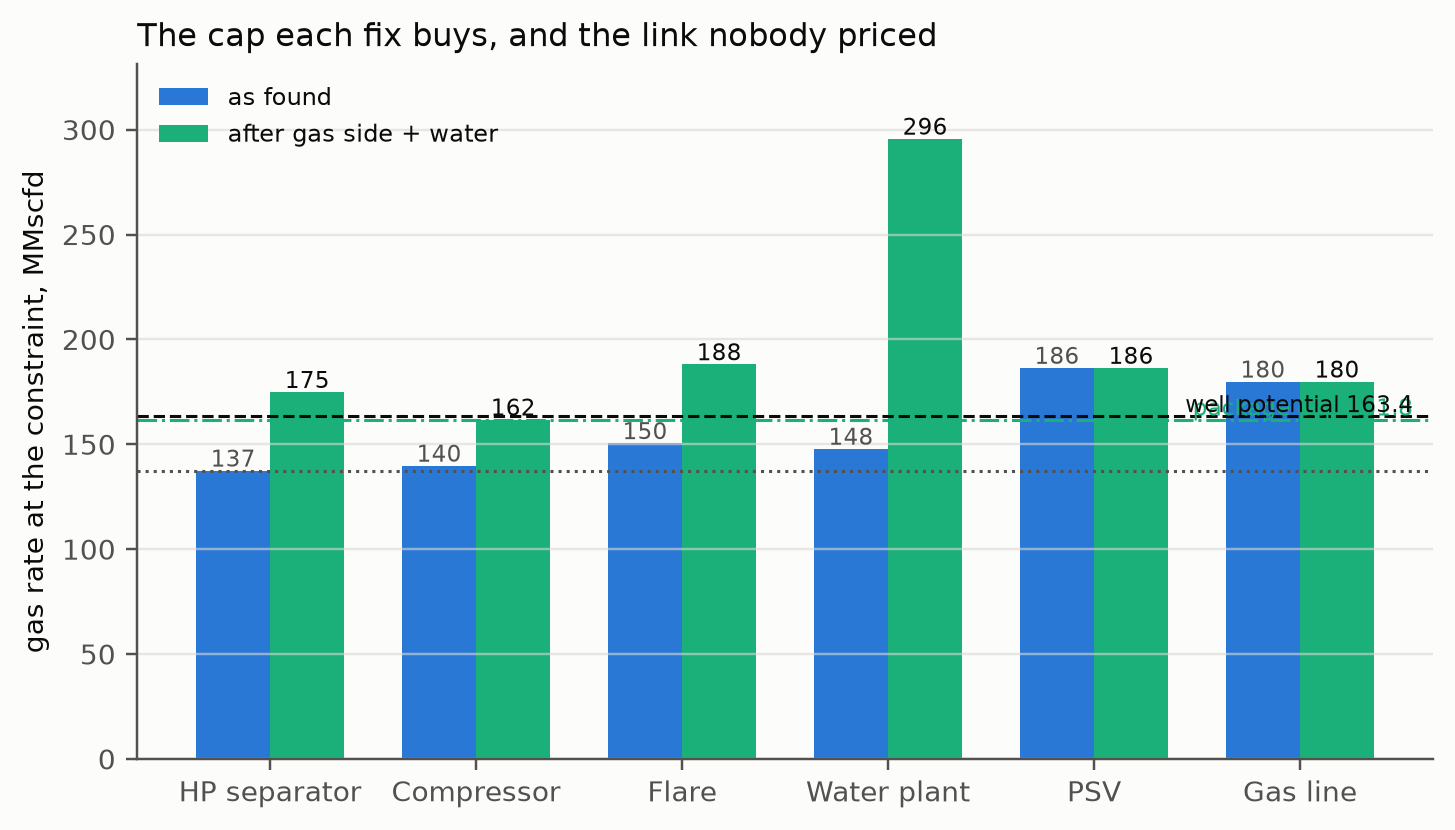 The cap each fix buys, and the link nobody priced
as found
after gas side + water
gas rate at the constraint, MMscfd
300
250
200
150
100
50
0
137
175
140
162
150
188
148
296
186
186
180
180
well potential 163.4
HP separator
Compressor
Flare
Water plant
PSV
Gas line